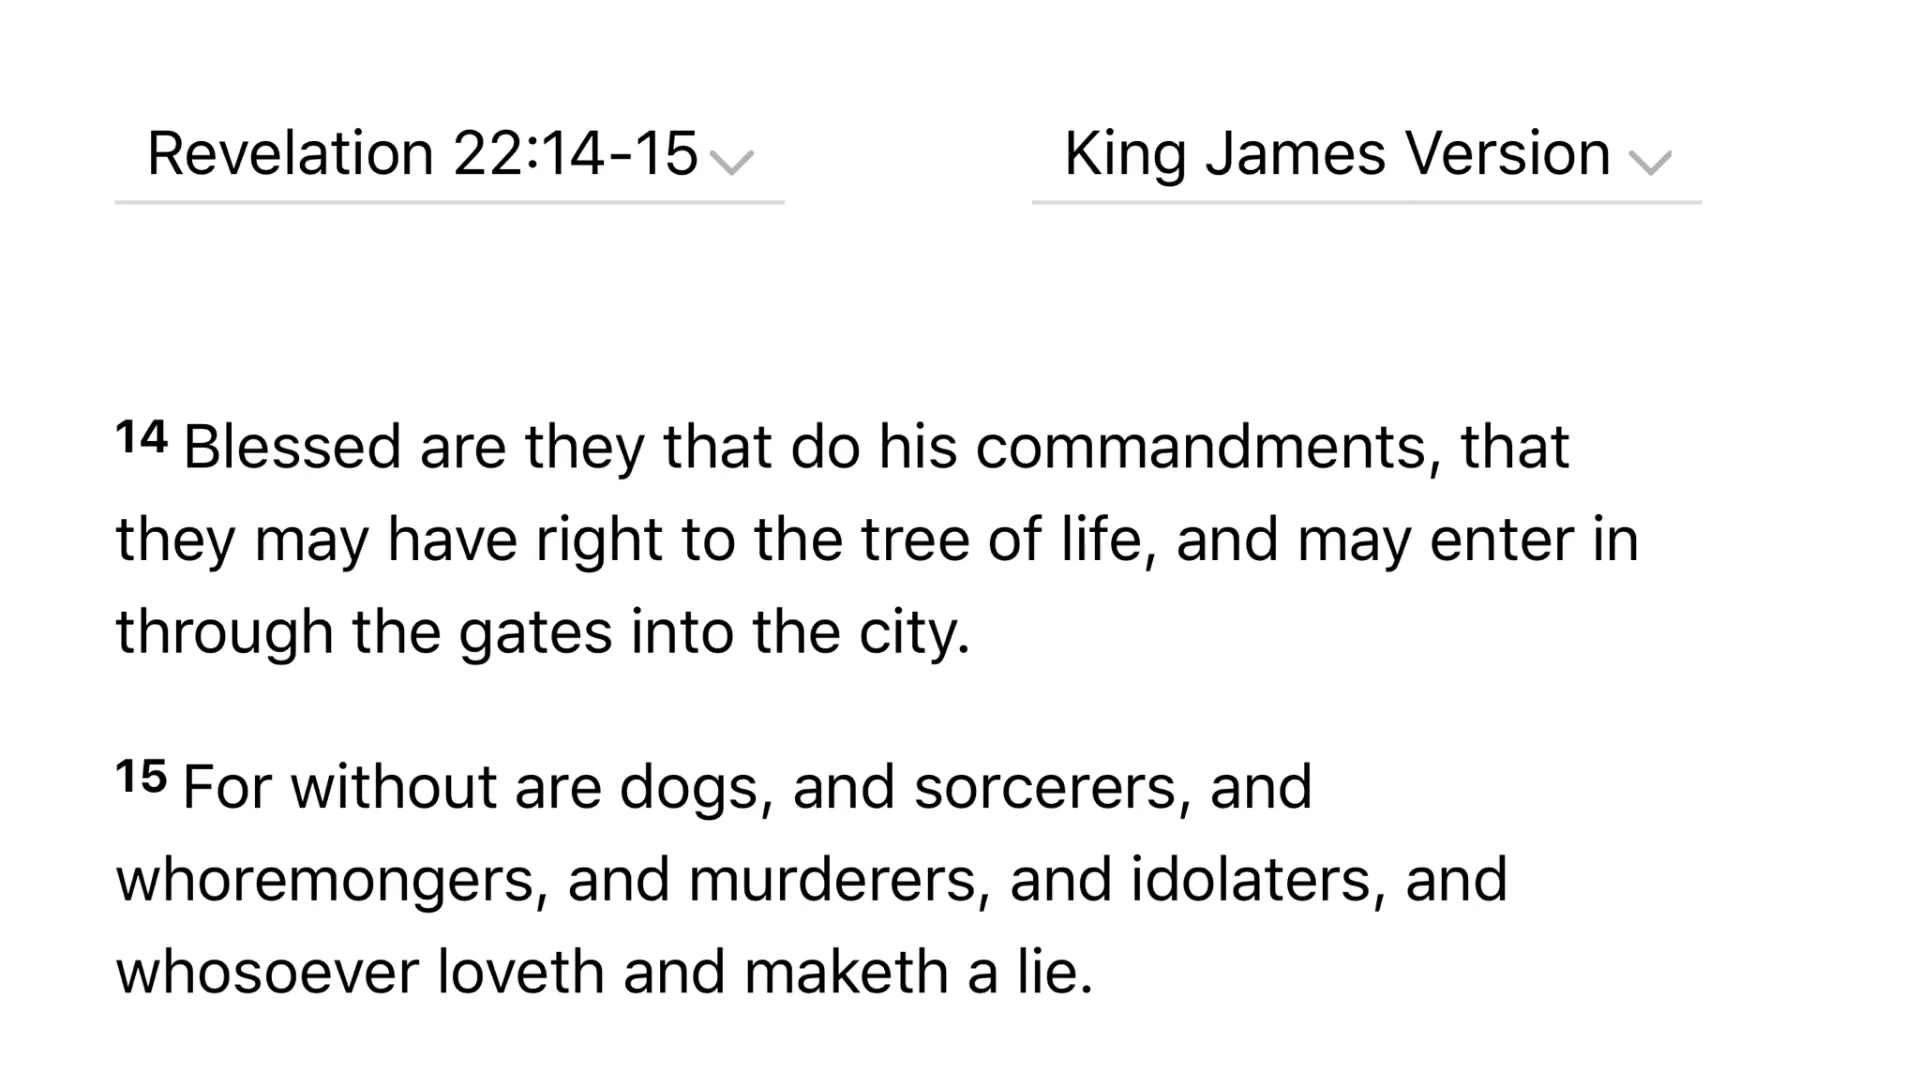 Revelation 22:14-15
King James Version
14 Blessed are they that do his commandments, that
they may have right to the tree of life, and may enter in
through the gates into the city.
15 For without are dogs, and sorcerers, and
whoremongers, and murderers, and idolaters, and
whosoever loveth and maketh a lie.